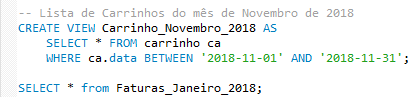 -- Lista de Carrinhos do mês de Novembro de 2018
CREATE VIEW Carrinho_Novembro_2018 AS
SELECT * FROM carrinho ca
WHERE ca.data BETWEEN '2018-11-01' AND '2018-11-31';
SELECT * from Faturas_Janeiro_2018;